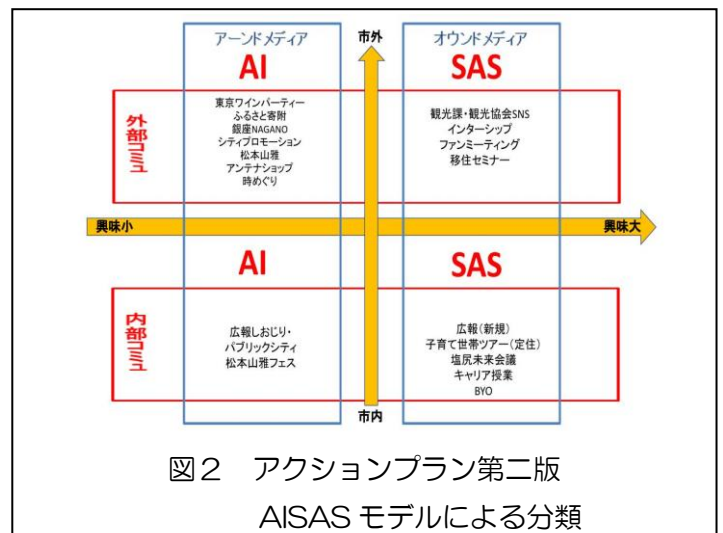 アーンドメディア
市外
オウンドメディア
AI
SAS
外部コミュ
東京ワインパーティー
ふるさと寄附
銀座NAGANO
シティプロモーション
松本山雅
アンテナショップ
時めぐり
観光課・観光協会SNS
インターシップ
ファンミーティング
移住セミナー
興味小
興味大
AI
SAS
内部コミュ
広報しおじり・
パブリックシティ
松本山雅フェス
広報(新規)
子育て世帯ツアー(定住)
塩尻未来会議
キャリア授業
BYO
市内
図2 アクションプラン第二版
AISAS モデルによる分類